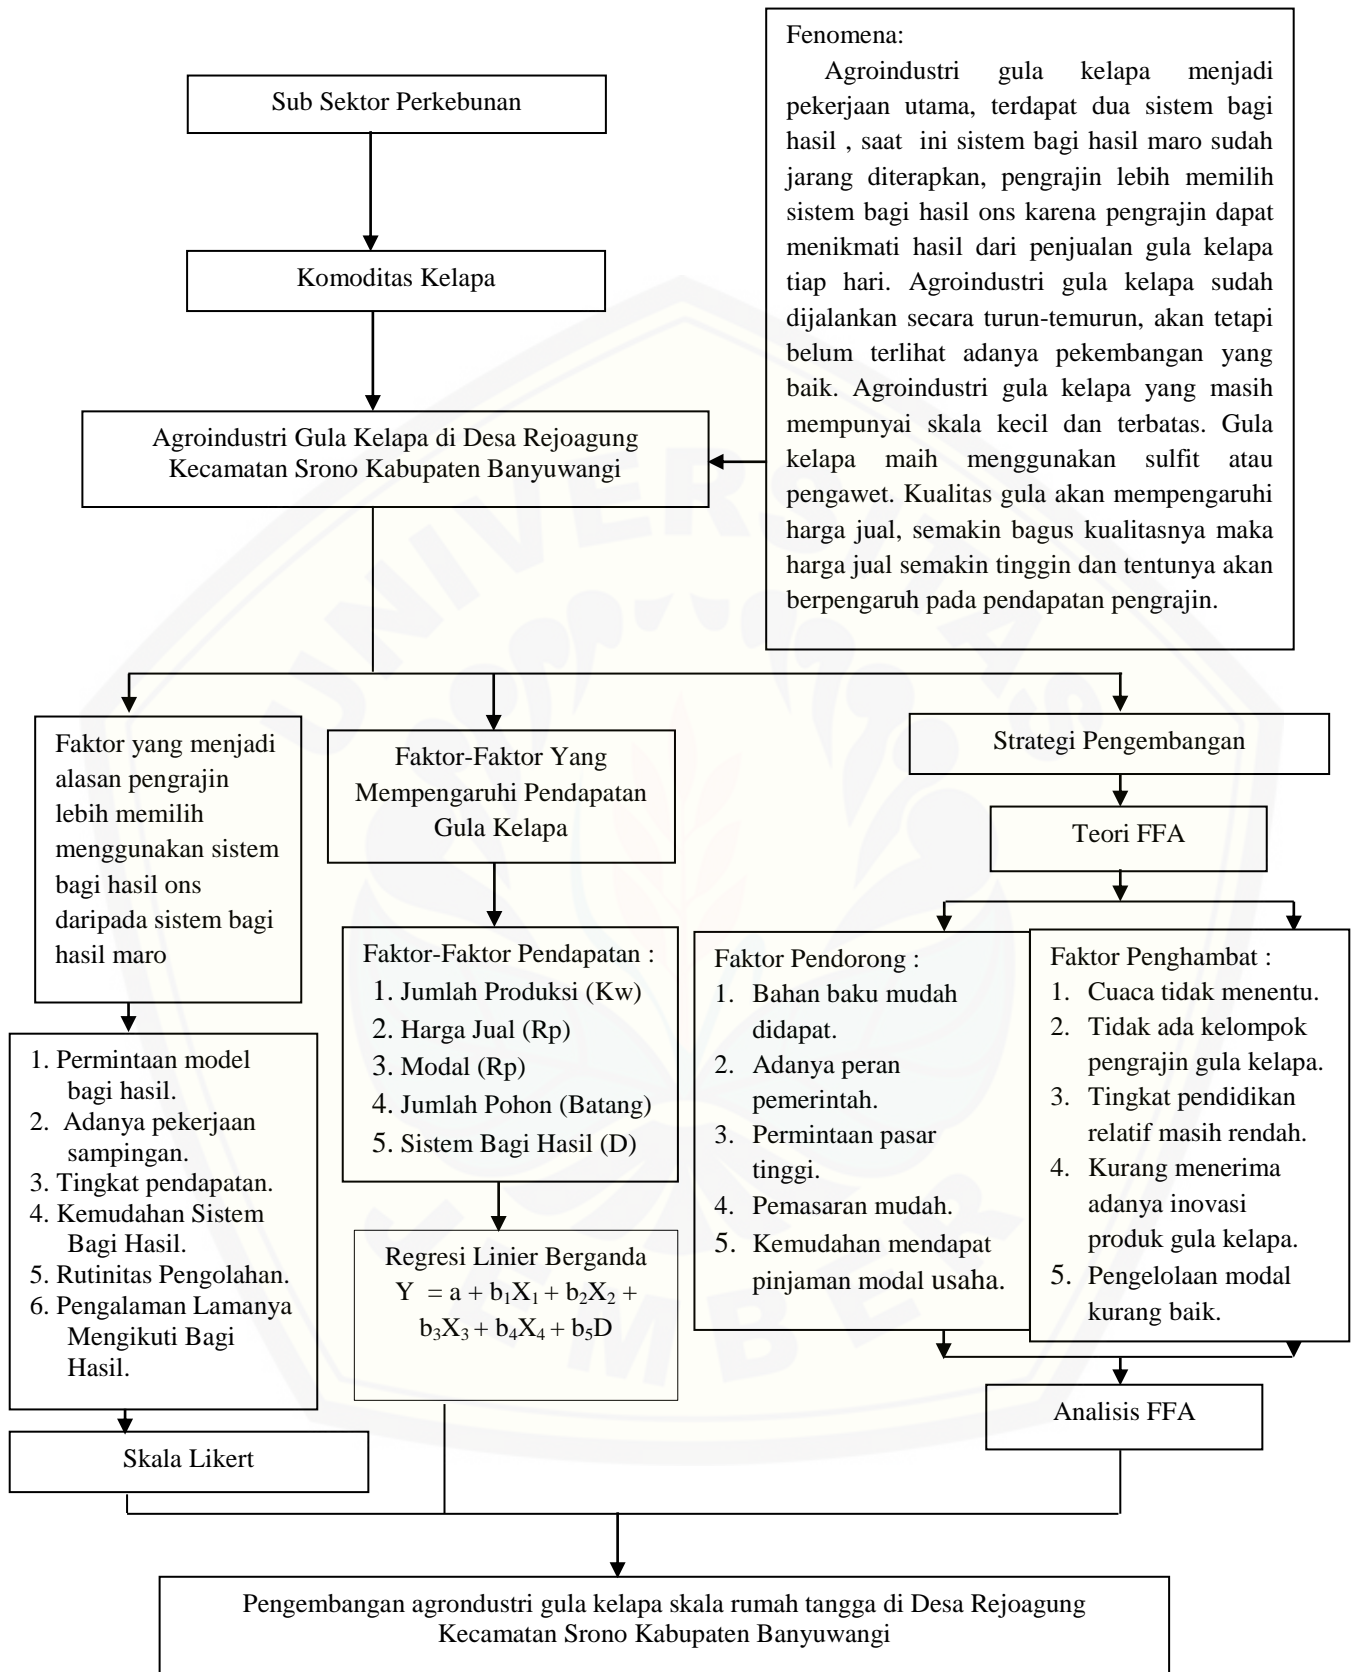 Sub Sektor Perkebunan
Komoditas Kelapa
Agroindustri Gula Kelapa di Desa Rejoagung
Kecamatan Srono Kabupaten Banyuwangi
Fenomena:
Agroindustri gula kelapa menjadi
pekerjaan utama, terdapat dua sistem bagi
hasil , saat ini sistem bagi hasil maro sudah
jarang diterapkan, pengrajin lebih memilih
sistem bagi hasil ons karena pengrajin dapat
menikmati hasil dari penjualan gula kelapa
tiap hari. Agroindustri gula kelapa sudah
dijalankan secara turun-temurun, akan tetapi
belum terlihat adanya pekembangan yang
baik. Agroindustri gula kelapa yang masih
mempunyai skala kecil dan terbatas. Gula
kelapa maih menggunakan sulfit atau
pengawet. Kualitas gula akan mempengaruhi
harga jual, semakin bagus kualitasnya maka
harga jual semakin tinggin dan tentunya akan
berpengaruh pada pendapatan pengrajin.
Faktor yang menjadi
alasan pengrajin
lebih memilih
menggunakan sistem
bagi hasil ons
daripada sistem bagi
hasil maro
1. Permintaan model
bagi hasil.
2. Adanya pekerjaan
sampingan.
3. Tingkat pendapatan.
4. Kemudahan Sistem
Bagi Hasil.
5. Rutinitas Pengolahan.
6. Pengalaman Lamanya
Mengikuti Bagi
Hasil.
Skala Likert
Faktor-Faktor Yang
Mempengaruhi Pendapatan
Gula Kelapa
Faktor-Faktor Pendapatan :
1. Jumlah Produksi (Kw)
2. Harga Jual (Rp)
3. Modal (Rp)
4. Jumlah Pohon (Batang)
5. Sistem Bagi Hasil (D)
Regresi Linier Berganda
Y = a + b₁X₁ + b₂X₂ +
b₃X₃ + b₄X₄ + b₅D
Strategi Pengembangan
Teori FFA
Faktor Pendorong :
1. Bahan baku mudah
didapat.
2. Adanya peran
pemerintah.
3. Permintaan pasar
tinggi.
4. Pemasaran mudah.
5. Kemudahan mendapat
pinjaman modal usaha.
Faktor Penghambat :
1. Cuaca tidak menentu.
2. Tidak ada kelompok
pengrajin gula kelapa.
3. Tingkat pendidikan
relatif masih rendah.
4. Kurang menerima
adanya inovasi
produk gula kelapa.
5. Pengelolaan modal
kurang baik.
Analisis FFA
Pengembangan agrondustri gula kelapa skala rumah tangga di Desa Rejoagung
Kecamatan Srono Kabupaten Banyuwangi
UNIVERSITAS
JEMBER